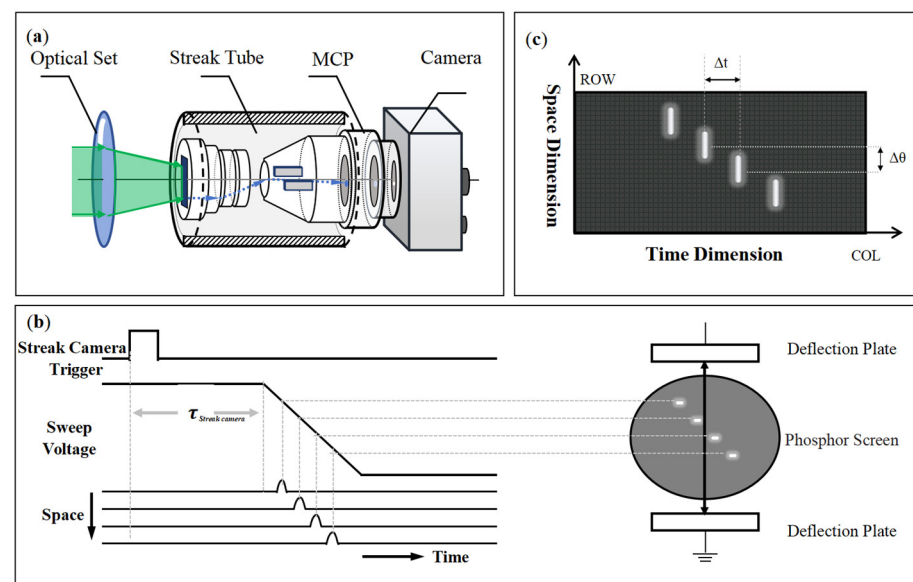 (a)
Optical Set
Streak Tube
MCP
Camera
(c)
Δt
ROW
Space Dimension
Δθ
Time Dimension
COL
(b)
Streak Camera
Trigger
τ Streak camera
Sweep
Voltage
Space
Time
Deflection Plate
Phosphor Screen
Deflection Plate